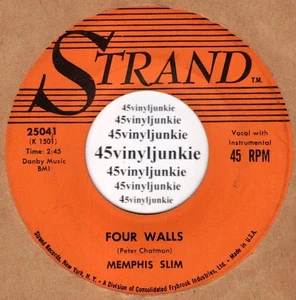 STRAND T.M.
25041
(K 1501)
Time: 2:45
Danby Music
BMI
Vocal with
Instrumental
45 RPM
45vinyljunkie
45vinyljunkie
45vinyljunkie
45vinyljunkie
45vinyljunkie
45vinyljunkie
45vinyljunkie
FOUR WALLS
(Peter Chatman)
MEMPHIS SLIM
Strand Records, New York, N. Y. - A Division of Consolidated Frybrook Industries, Ltd. - Made in U.S.A.